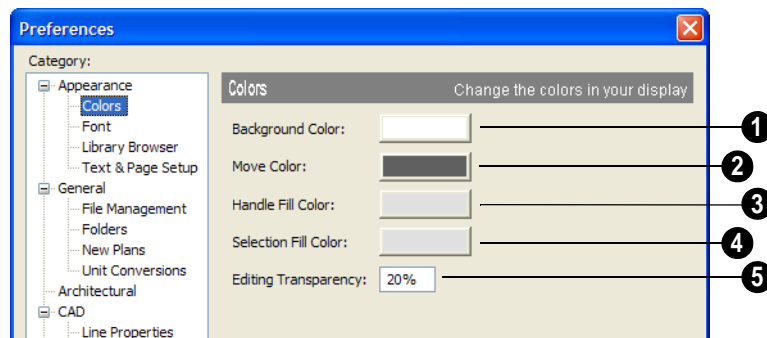 Preferences
Category:
Appearance
Colors
Font
Library Browser
Text & Page Setup
General
File Management
Folders
New Plans
Unit Conversions
Architectural
CAD
Line Properties
Colors Change the colors in your display
Background Color: 1
Move Color: 2
Handle Fill Color: 3
Selection Fill Color: 4
Editing Transparency: 20% 5